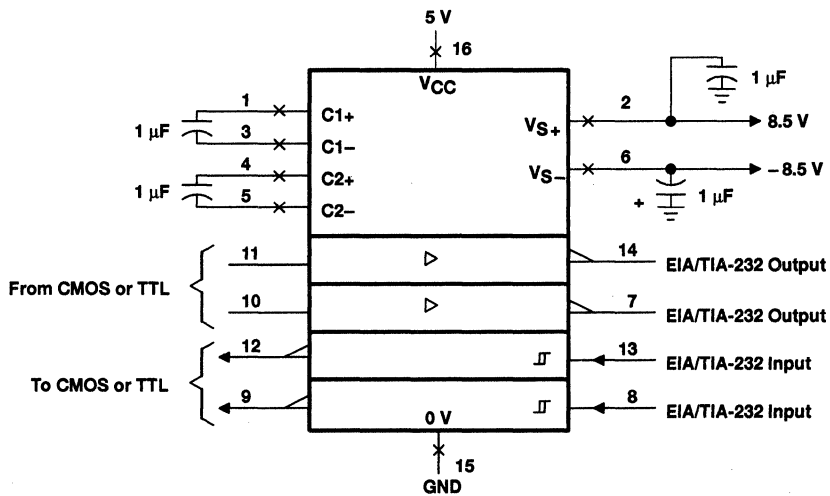 5 V
16
VCC
1 μF
1
C1+
2
VS+
8.5 V
1 μF
3
C1−
4
C2+
6
VS−
− 8.5 V
1 μF
5
C2−
+
1 μF
From CMOS or TTL
11
14
EIA/TIA-232 Output
10
7
EIA/TIA-232 Output
To CMOS or TTL
12
13
EIA/TIA-232 Input
9
8
EIA/TIA-232 Input
0 V
15
GND